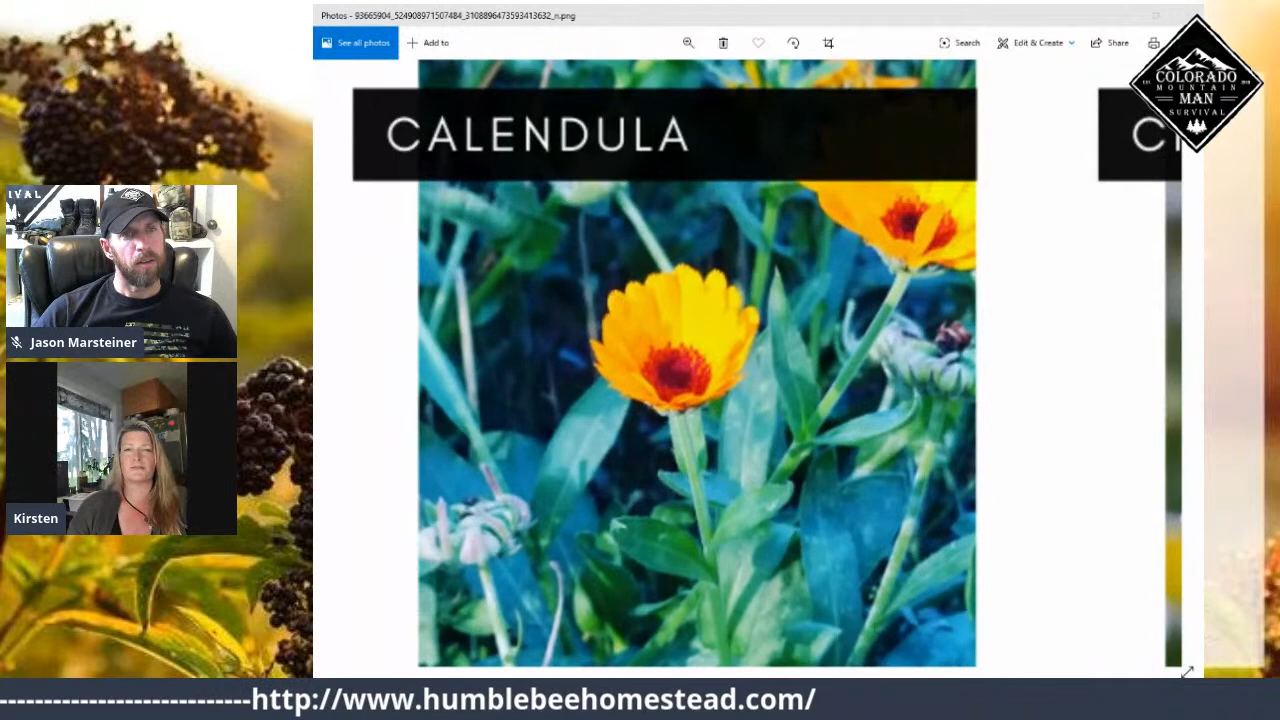 Photos - 93665904_524908971507484_3108896473593413632_n.png
See all photos
Add to
Search
Edit & Create
Share
COLORADO
MOUNTAIN
MAN
SURVIVAL
CALENDULA
IVAL
Jason Marsteiner
Kirsten
http://www.humblebeehomestead.com/